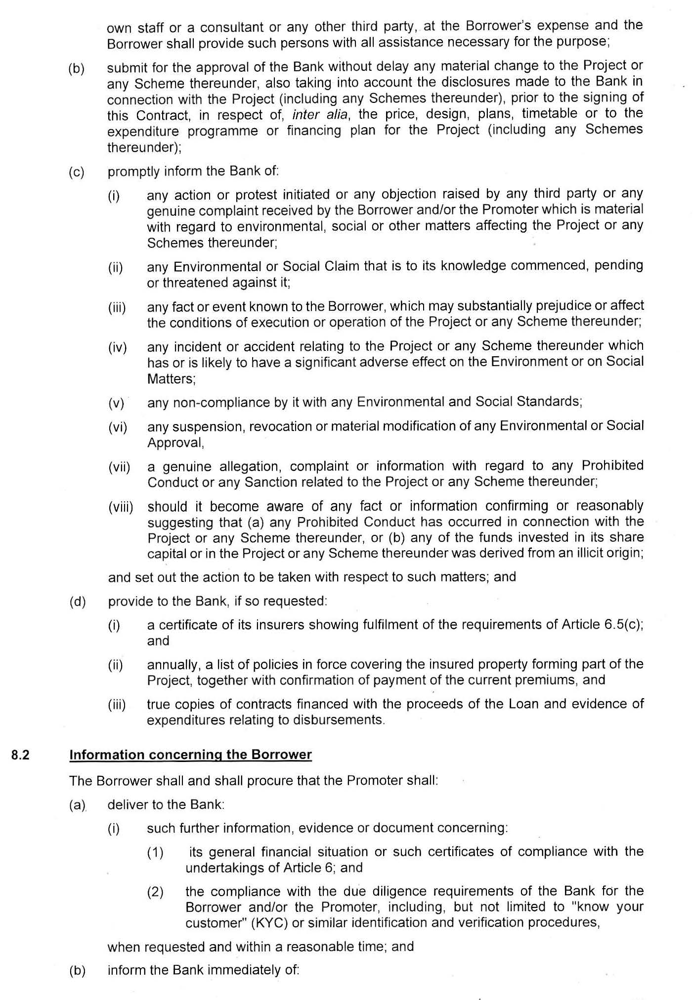 own staff or a consultant or any other third party, at the Borrower's expense and the
Borrower shall provide such persons with all assistance necessary for the purpose;
(b) submit for the approval of the Bank without delay any material change to the Project or
any Scheme thereunder, also taking into account the disclosures made to the Bank in
connection with the Project (including any Schemes thereunder), prior to the signing of
this Contract, in respect of, inter alia, the price, design, plans, timetable or to the
expenditure programme or financing plan for the Project (including any Schemes
thereunder);
(c) promptly inform the Bank of:
(i) any action or protest initiated or any objection raised by any third party or any
genuine complaint received by the Borrower and/or the Promoter which is material
with regard to environmental, social or other matters affecting the Project or any
Schemes thereunder;
(ii) any Environmental or Social Claim that is to its knowledge commenced, pending
or threatened against it;
(iii) any fact or event known to the Borrower, which may substantially prejudice or affect
the conditions of execution or operation of the Project or any Scheme thereunder;
(iv) any incident or accident relating to the Project or any Scheme thereunder which
has or is likely to have a significant adverse effect on the Environment or on Social
Matters;
(v) any non-compliance by it with any Environmental and Social Standards;
(vi) any suspension, revocation or material modification of any Environmental or Social
Approval,
(vii) a genuine allegation, complaint or information with regard to any Prohibited
Conduct or any Sanction related to the Project or any Scheme thereunder;
(viii) should it become aware of any fact or information confirming or reasonably
suggesting that (a) any Prohibited Conduct has occurred in connection with the
Project or any Scheme thereunder, or (b) any of the funds invested in its share
capital or in the Project or any Scheme thereunder was derived from an illicit origin;
and set out the action to be taken with respect to such matters; and
(d) provide to the Bank, if so requested:
(i) a certificate of its insurers showing fulfilment of the requirements of Article 6.5(c);
and
(ii) annually, a list of policies in force covering the insured property forming part of the
Project, together with confirmation of payment of the current premiums, and
(iii) true copies of contracts financed with the proceeds of the Loan and evidence of
expenditures relating to disbursements.
8.2 Information concerning the Borrower
The Borrower shall and shall procure that the Promoter shall:
(a) deliver to the Bank:
(i) such further information, evidence or document concerning:
(1) its general financial situation or such certificates of compliance with the
undertakings of Article 6; and
(2) the compliance with the due diligence requirements of the Bank for the
Borrower and/or the Promoter, including, but not limited to "know your
customer" (KYC) or similar identification and verification procedures,
when requested and within a reasonable time; and
(b) inform the Bank immediately of: